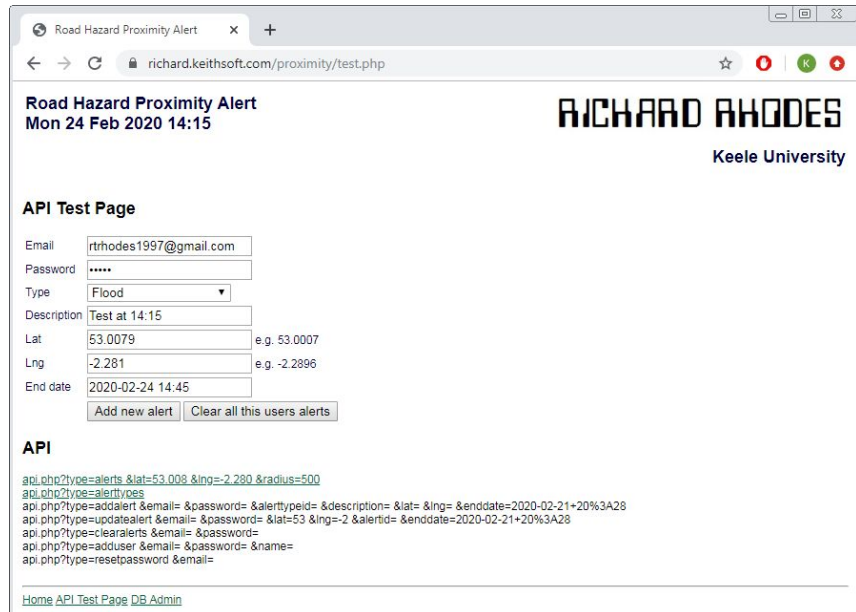 Road Hazard Proximity Alert
richard.keithsoft.com/proximity/test.php
K
Road Hazard Proximity Alert
Mon 24 Feb 2020 14:15
RICHARD RHODES
Keele University
API Test Page
Email rtrhodes1997@gmail.com
Password •••••
Type Flood
Description Test at 14:15
Lat 53.0079 e.g. 53.0007
Lng -2.281 e.g. -2.2896
End date 2020-02-24 14:45
Add new alert Clear all this users alerts
API
api.php?type=alerts &lat=53.008 &lng=-2.280 &radius=500
api.php?type=alerttypes
api.php?type=addalert &email= &password= &alerttypeid= &description= &lat= &lng= &enddate=2020-02-21+20%3A28
api.php?type=updatealert &email= &password= &lat=53 &lng=-2 &alertid= &enddate=2020-02-21+20%3A28
api.php?type=clearalerts &email= &password=
api.php?type=adduser &email= &password= &name=
api.php?type=resetpassword &email=
Home API Test Page DB Admin